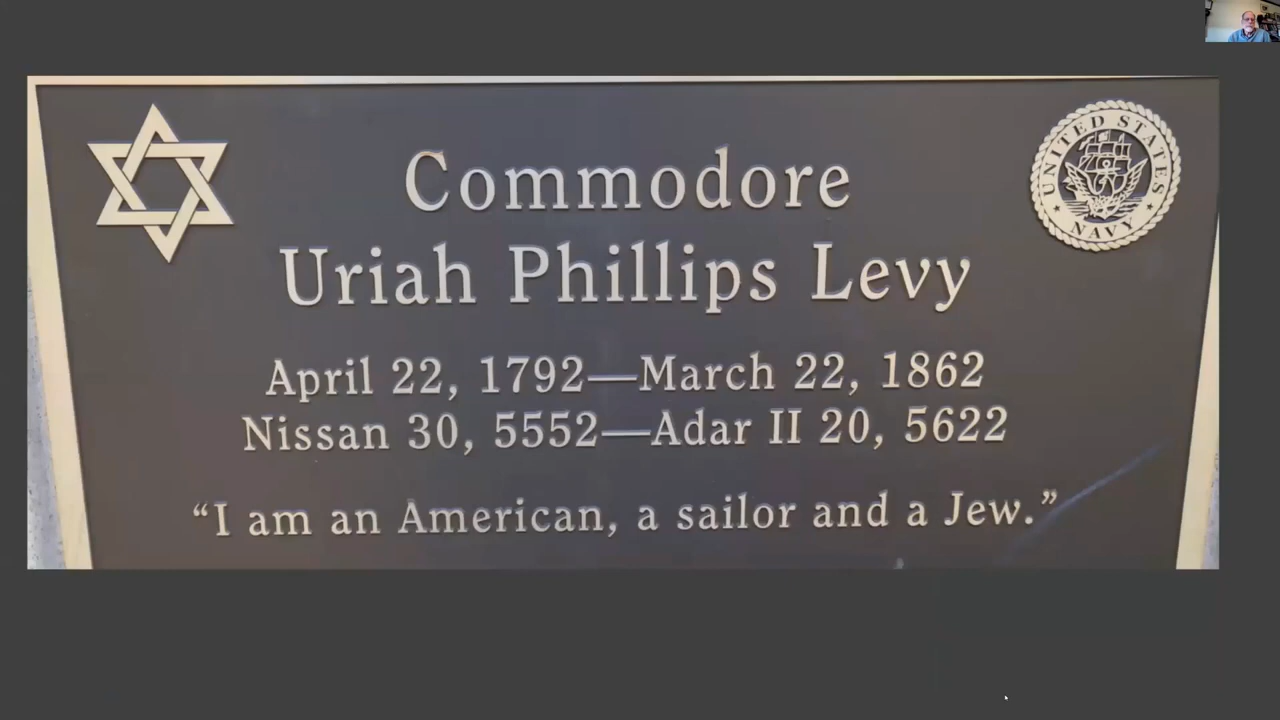 Commodore
Uriah Phillips Levy
April 22, 1792—March 22, 1862
Nissan 30, 5552—Adar II 20, 5622
“I am an American, a sailor and a Jew.”
UNITED STATES
NAVY